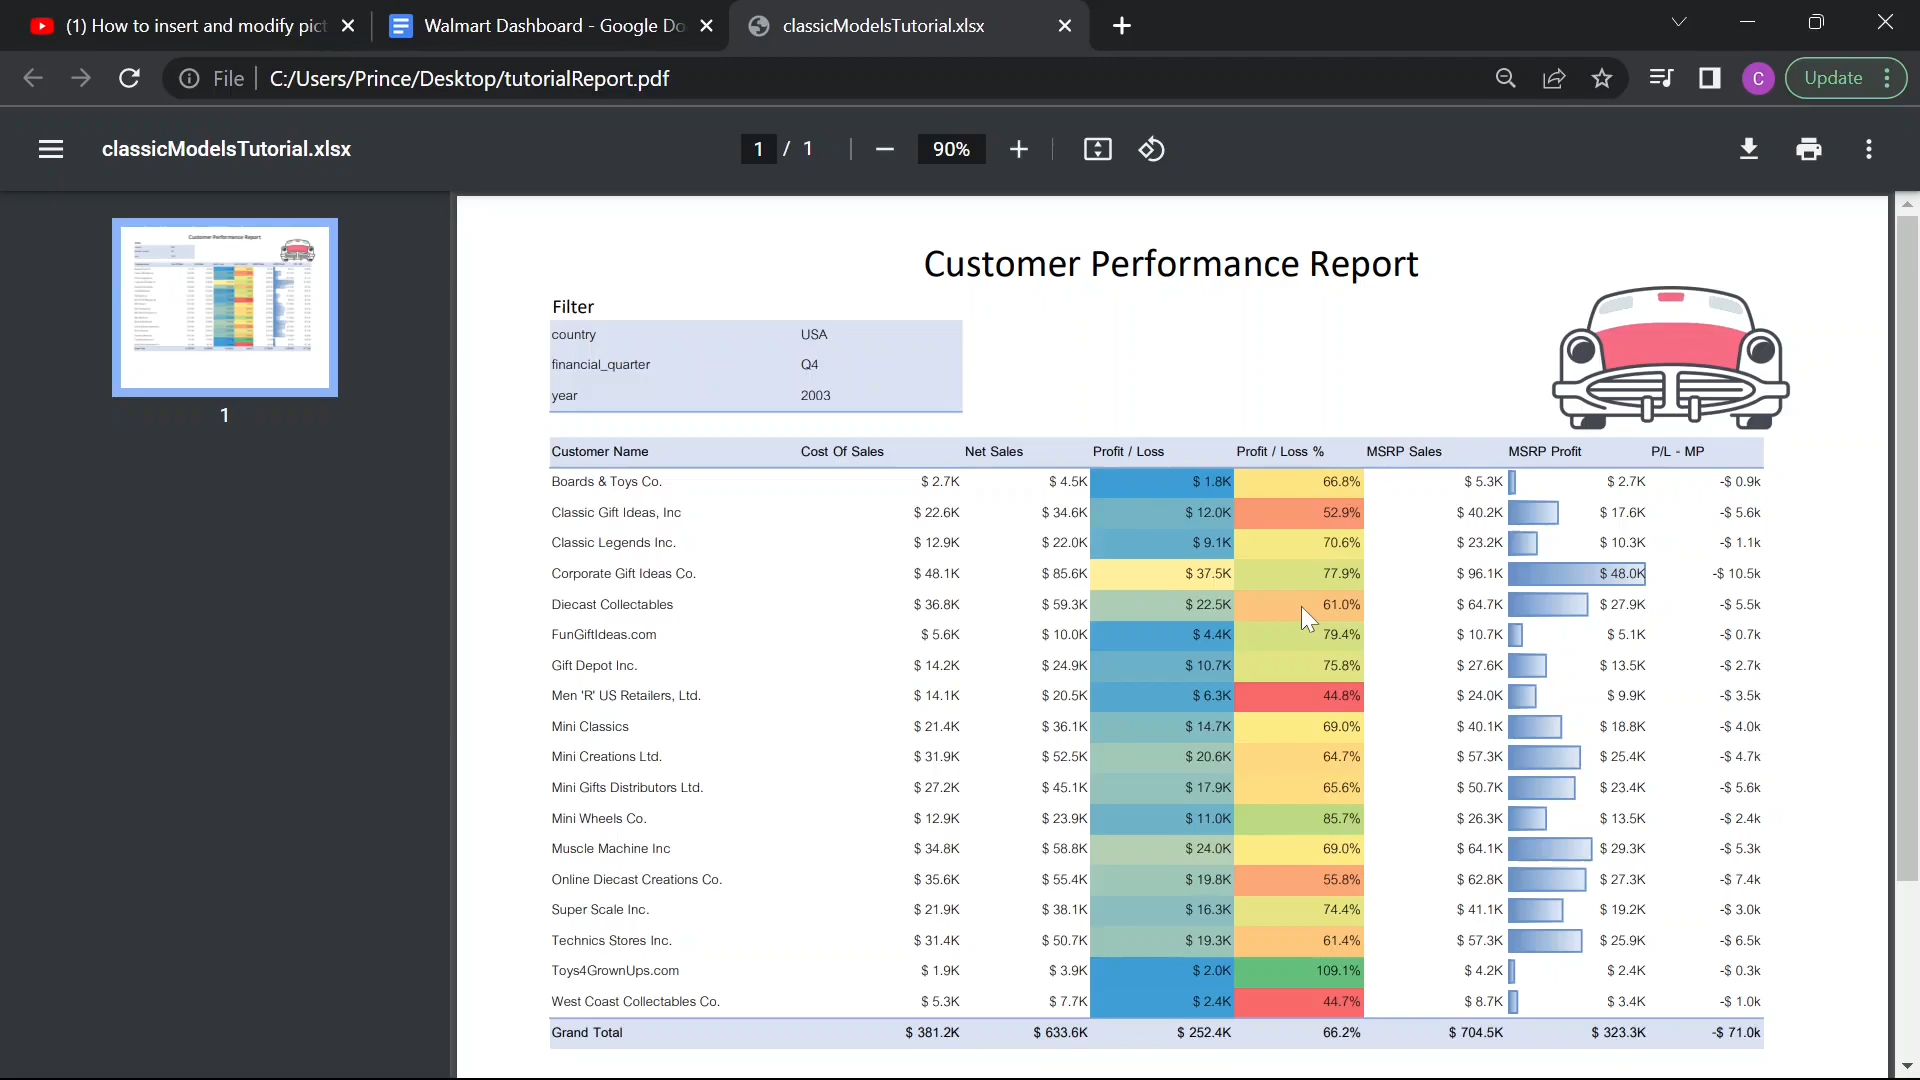 (1) How to insert and modify pict
Walmart Dashboard - Google Do
classicModelsTutorial.xlsx
File C:/Users/Prince/Desktop/tutorialReport.pdf
C Update
classicModelsTutorial.xlsx
1 / 1 90%
1
Customer Performance Report
Filter
country USA
financial_quarter Q4
year 2003
Customer Name Cost Of Sales Net Sales Profit / Loss Profit / Loss % MSRP Sales MSRP Profit P/L - MP
Boards & Toys Co. $ 2.7K $ 4.5K $ 1.8K 66.8% $ 5.3K $ 2.7K -$ 0.9k
Classic Gift Ideas, Inc $ 22.6K $ 34.6K $ 12.0K 52.9% $ 40.2K $ 17.6K -$ 5.6k
Classic Legends Inc. $ 12.9K $ 22.0K $ 9.1K 70.6% $ 23.2K $ 10.3K -$ 1.1k
Corporate Gift Ideas Co. $ 48.1K $ 85.6K $ 37.5K 77.9% $ 96.1K $ 48.0K -$ 10.5k
Diecast Collectables $ 36.8K $ 59.3K $ 22.5K 61.0% $ 64.7K $ 27.9K -$ 5.5k
FunGiftIdeas.com $ 5.6K $ 10.0K $ 4.4K 79.4% $ 10.7K $ 5.1K -$ 0.7k
Gift Depot Inc. $ 14.2K $ 24.9K $ 10.7K 75.8% $ 27.6K $ 13.5K -$ 2.7k
Men 'R' US Retailers, Ltd. $ 14.1K $ 20.5K $ 6.3K 44.8% $ 24.0K $ 9.9K -$ 3.5k
Mini Classics $ 21.4K $ 36.1K $ 14.7K 69.0% $ 40.1K $ 18.8K -$ 4.0k
Mini Creations Ltd. $ 31.9K $ 52.5K $ 20.6K 64.7% $ 57.3K $ 25.4K -$ 4.7k
Mini Gifts Distributors Ltd. $ 27.2K $ 45.1K $ 17.9K 65.6% $ 50.7K $ 23.4K -$ 5.6k
Mini Wheels Co. $ 12.9K $ 23.9K $ 11.0K 85.7% $ 26.3K $ 13.5K -$ 2.4k
Muscle Machine Inc $ 34.8K $ 58.8K $ 24.0K 69.0% $ 64.1K $ 29.3K -$ 5.3k
Online Diecast Creations Co. $ 35.6K $ 55.4K $ 19.8K 55.8% $ 62.8K $ 27.3K -$ 7.4k
Super Scale Inc. $ 21.9K $ 38.1K $ 16.3K 74.4% $ 41.1K $ 19.2K -$ 3.0k
Technics Stores Inc. $ 31.4K $ 50.7K $ 19.3K 61.4% $ 57.3K $ 25.9K -$ 6.5k
Toys4GrownUps.com $ 1.9K $ 3.9K $ 2.0K 109.1% $ 4.2K $ 2.4K -$ 0.3k
West Coast Collectables Co. $ 5.3K $ 7.7K $ 2.4K 44.7% $ 8.7K $ 3.4K -$ 1.0k
Grand Total $ 381.2K $ 633.6K $ 252.4K 66.2% $ 704.5K $ 323.3K -$ 71.0k